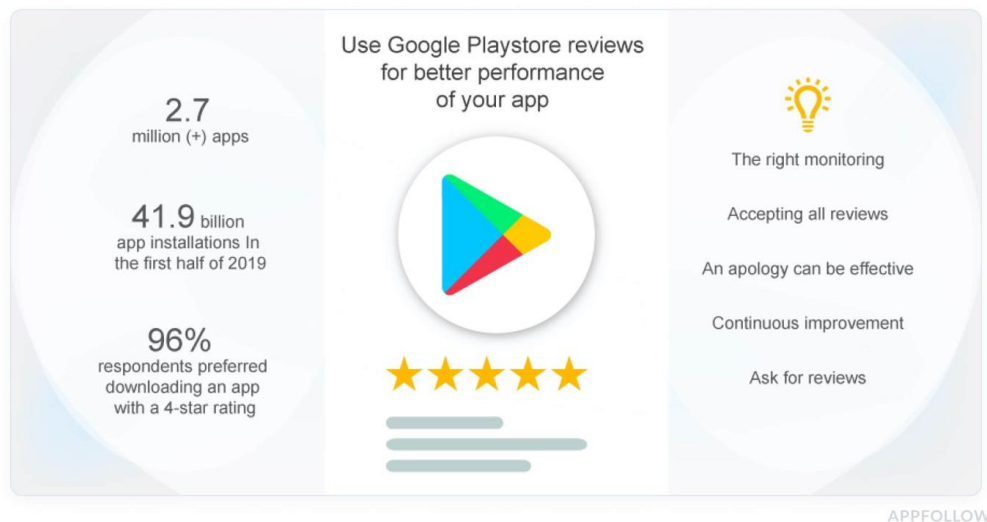 2.7
million (+) apps
41.9 billion
app installations In
the first half of 2019
96%
respondents preferred
downloading an app
with a 4-star rating
Use Google Playstore reviews
for better performance
of your app
The right monitoring
Accepting all reviews
An apology can be effective
Continuous improvement
Ask for reviews
APPFOLLOW